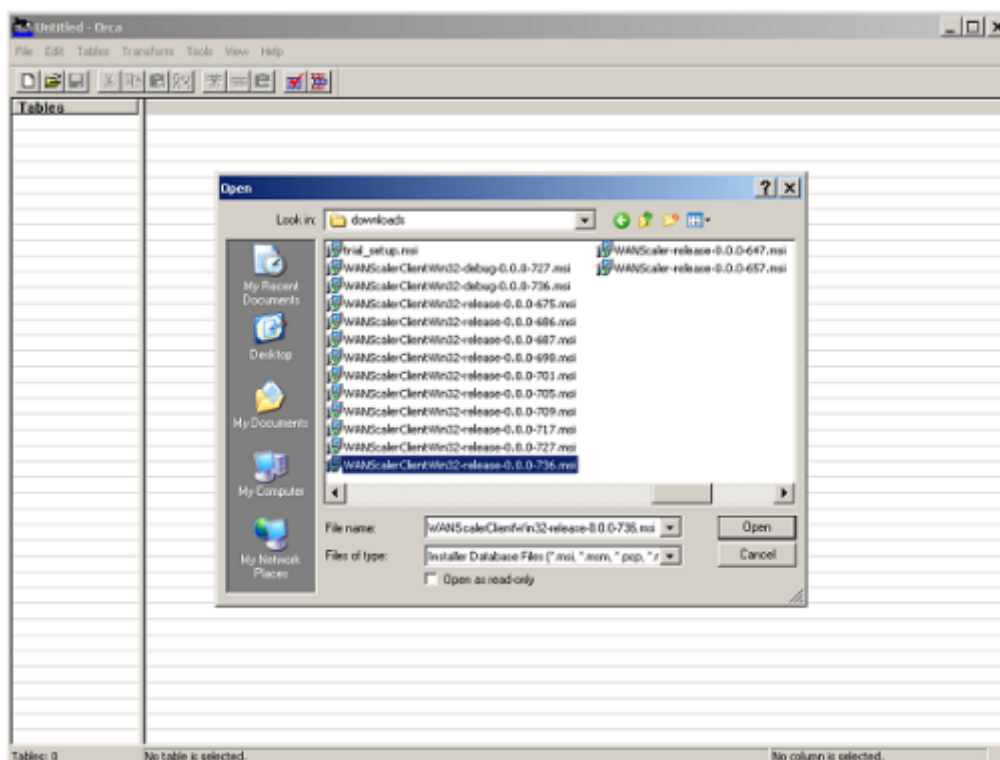 Untitled - Orca
File Edit Tables Transform Tools View Help
Tables
Open
Look in: downloads
My Recent Documents
Desktop
My Documents
My Computer
My Network Places
trial_setup.msi
WANScalerClientWin32-debug-0.0.0-727.msi
WANScalerClientWin32-debug-0.0.0-736.msi
WANScalerClientWin32-release-0.0.0-675.msi
WANScalerClientWin32-release-0.0.0-686.msi
WANScalerClientWin32-release-0.0.0-687.msi
WANScalerClientWin32-release-0.0.0-698.msi
WANScalerClientWin32-release-0.0.0-701.msi
WANScalerClientWin32-release-0.0.0-705.msi
WANScalerClientWin32-release-0.0.0-709.msi
WANScalerClientWin32-release-0.0.0-717.msi
WANScalerClientWin32-release-0.0.0-727.msi
WANScalerClientWin32-release-0.0.0-736.msi
WANScaler-release-0.0.0-647.msi
WANScaler-release-0.0.0-657.msi
File name: WANScalerClientWin32-release-0.0.0-736.msi
Open
Files of type: Installer Database Files (*.msi, *.msm, *.pcp, *.
Cancel
Open as read-only
Tables: 0
No table is selected.
No column is selected.